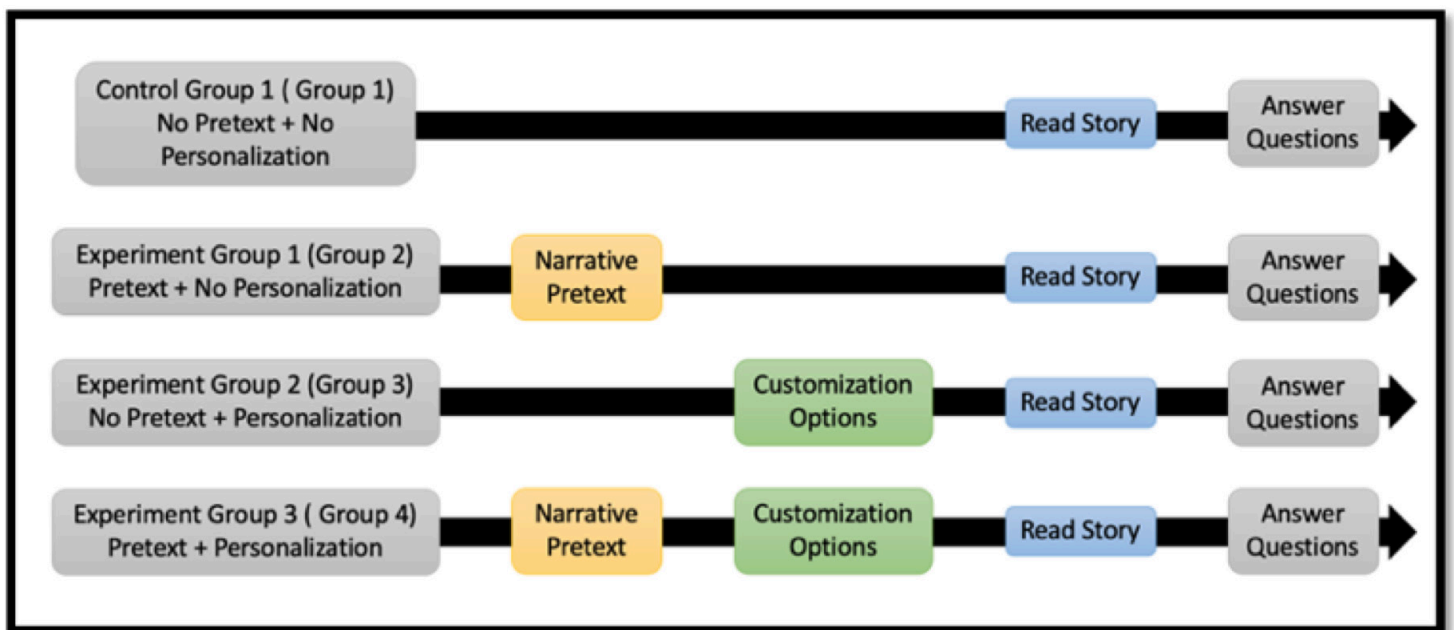 Control Group 1 ( Group 1)
No Pretext + No
Personalization
Read Story
Answer
Questions
Experiment Group 1 (Group 2)
Pretext + No Personalization
Narrative
Pretext
Read Story
Answer
Questions
Experiment Group 2 (Group 3)
No Pretext + Personalization
Customization
Options
Read Story
Answer
Questions
Experiment Group 3 ( Group 4)
Pretext + Personalization
Narrative
Pretext
Customization
Options
Read Story
Answer
Questions